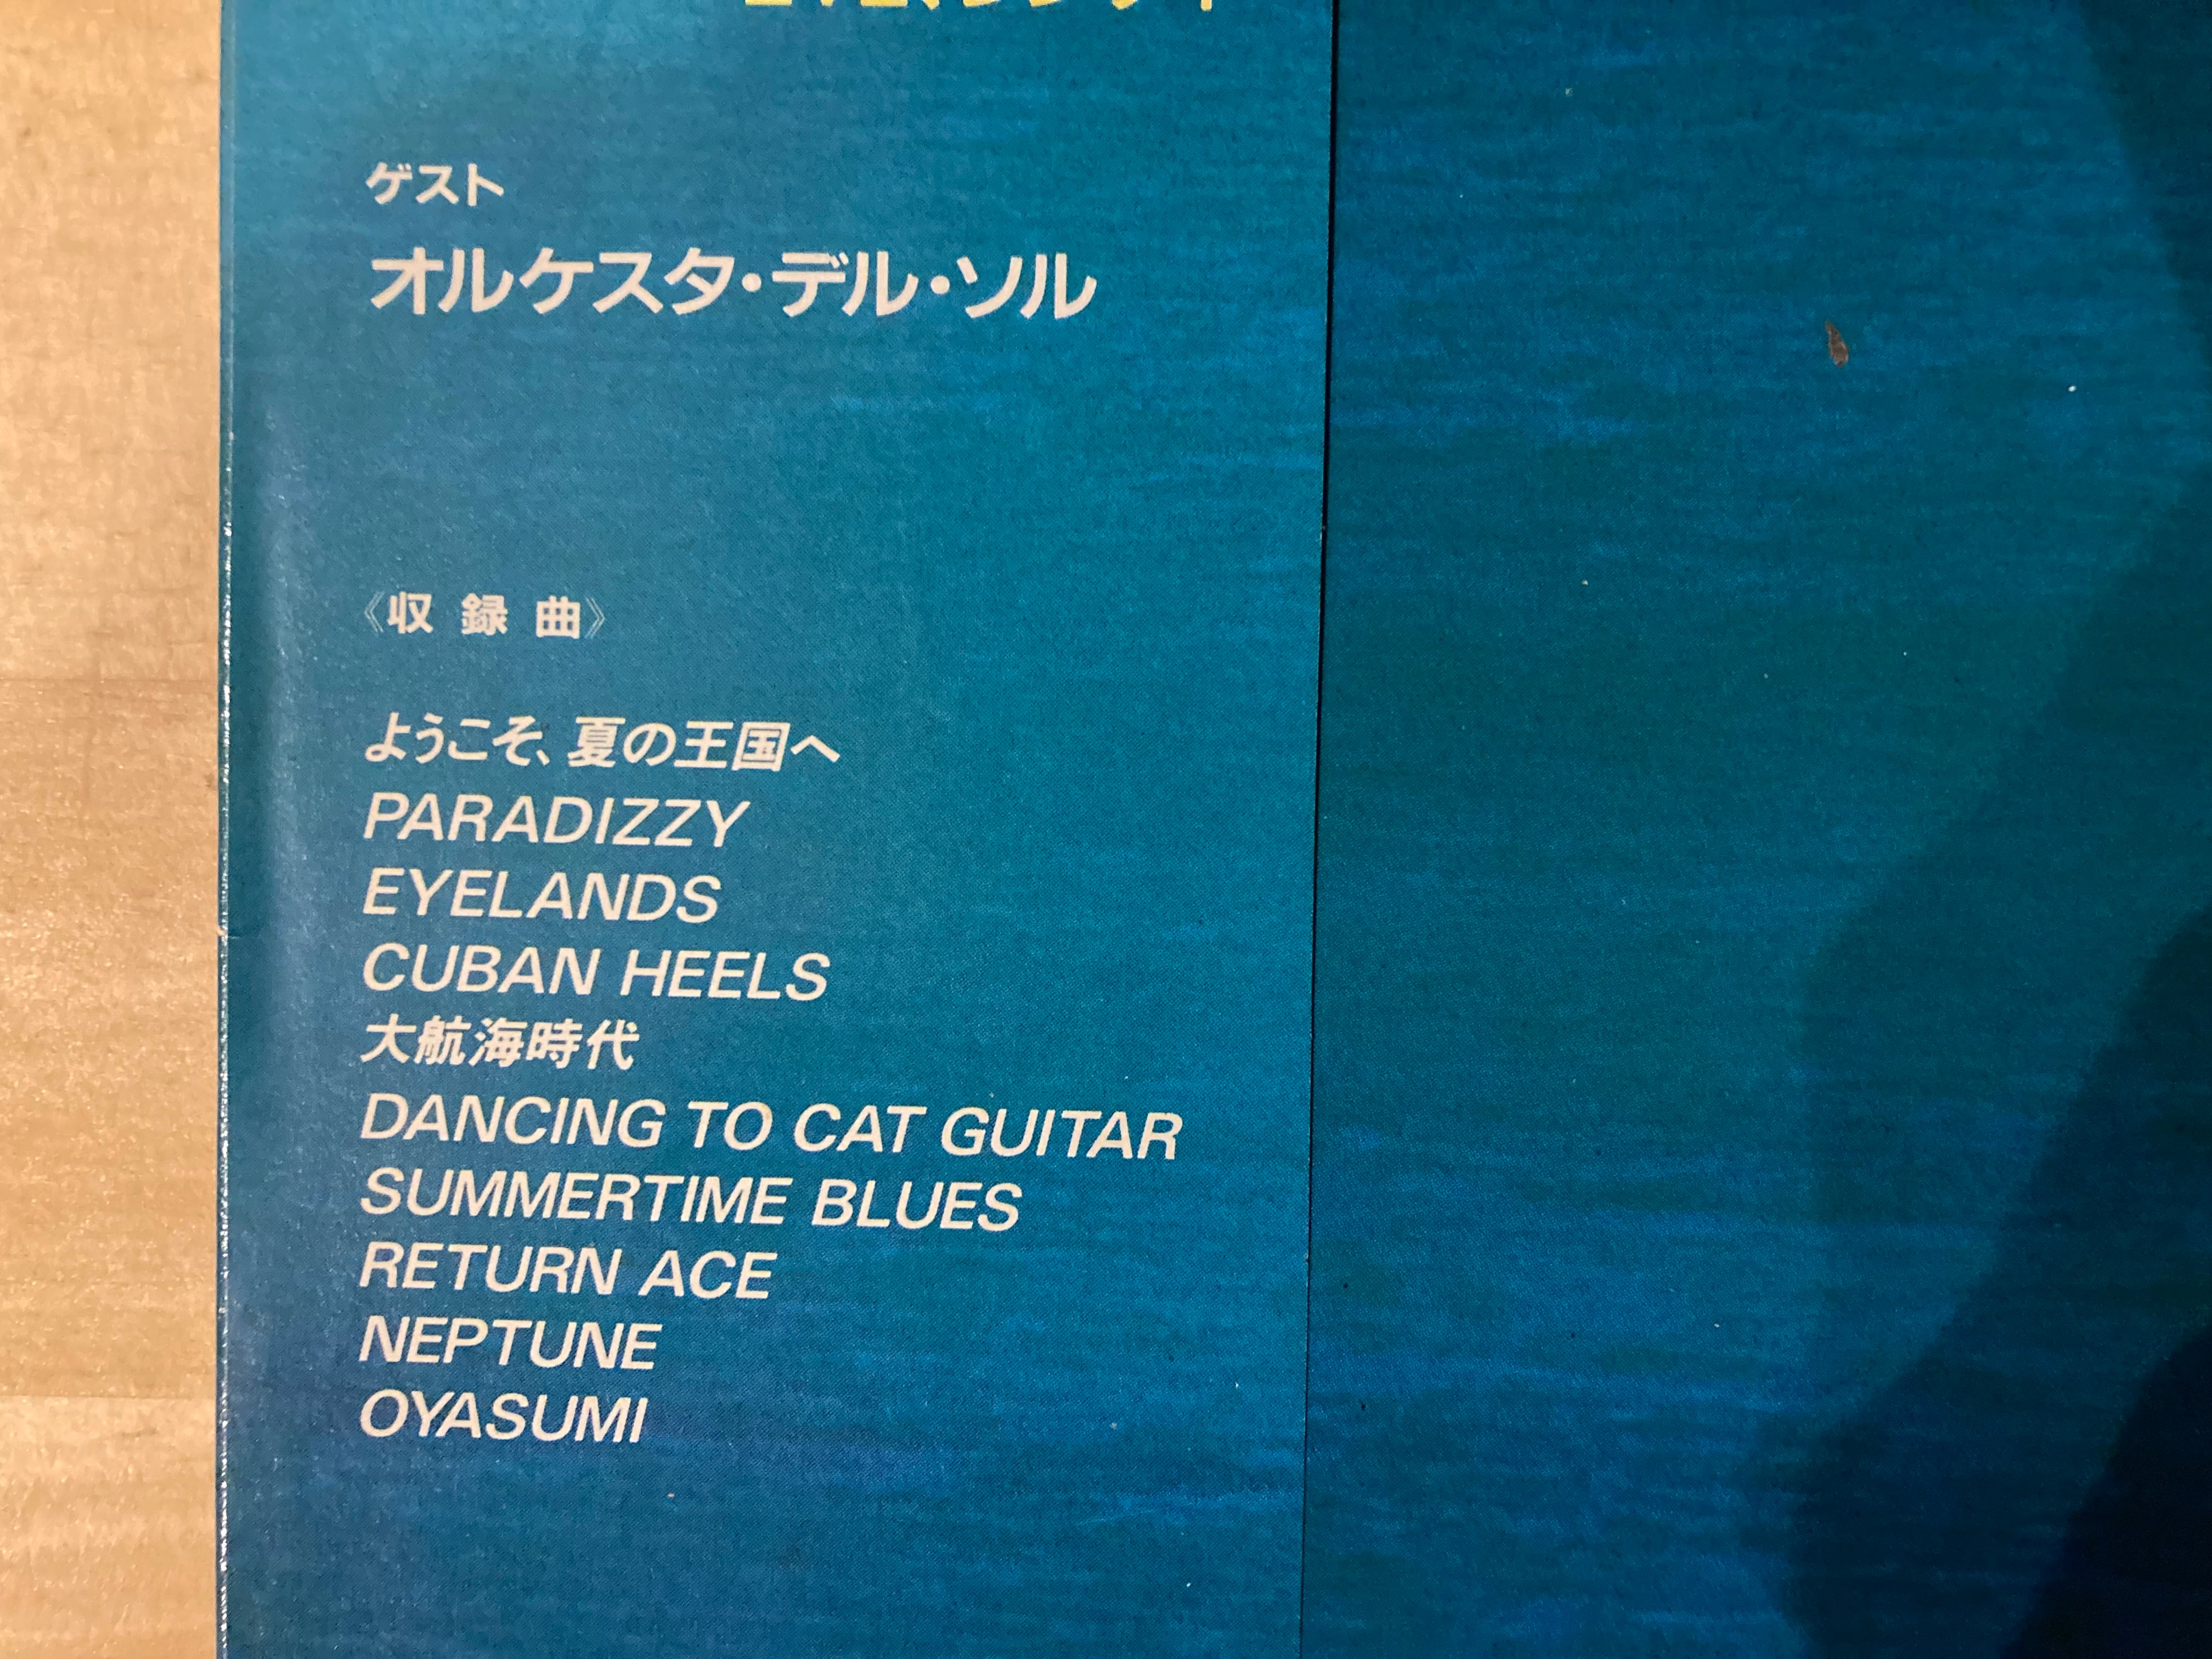 ゲスト
オルケスタ・デル・ソル
《収録曲》
ようこそ、夏の王国へ
PARADIZZY
EYELANDS
CUBAN HEELS
大航海時代
DANCING TO CAT GUITAR
SUMMERTIME BLUES
RETURN ACE
NEPTUNE
OYASUMI